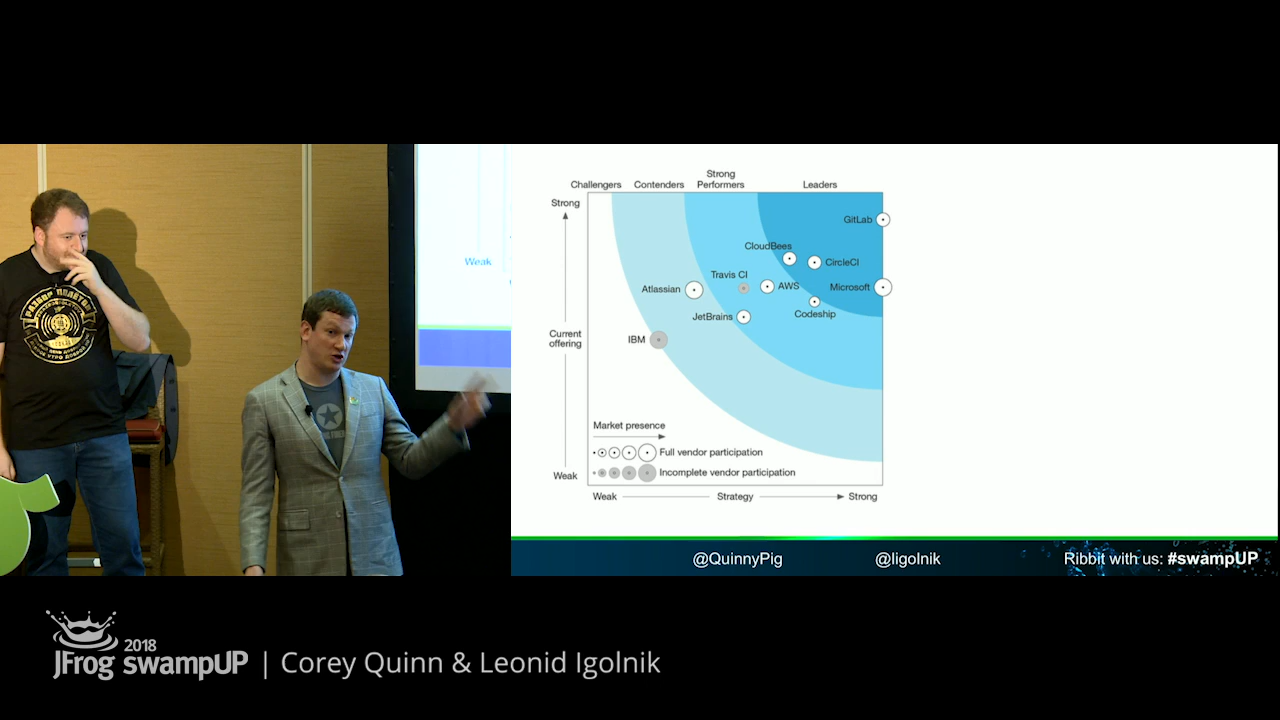 РАЗБОР ПОЛЕТОВ
Weak
Challengers
Contenders
Strong
Performers
Leaders
Strong
GitLab
CloudBees
CircleCI
Travis CI
AWS
Microsoft
Atlassian
Codeship
JetBrains
Current
offering
IBM
Market presence
Full vendor participation
Incomplete vendor participation
Weak
Weak
Strategy
Strong
@QuinnyPig
@ligolnik
Ribbit with us: #swampUP
2018
JFrog swampUP | Corey Quinn & Leonid Igolnik